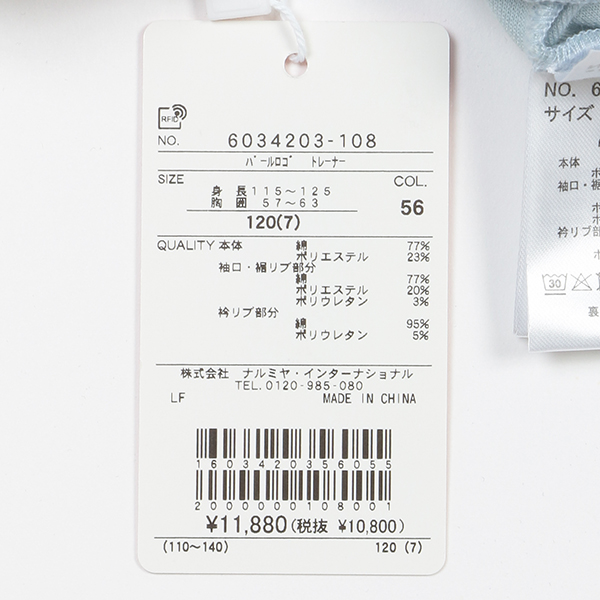 RFID
NO. 6034203-108
パールロゴ トレーナー
SIZE
身長 115～125
胸囲 57～63
120(7)
COL.
56
QUALITY 本体 綿 77%
ポリエステル 23%
袖口・裾リブ部分
綿 77%
ポリエステル 20%
ポリウレタン 3%
衿リブ部分
綿 95%
ポリウレタン 5%
株式会社 ナルミヤ・インターナショナル
TEL.0120-985-080
LF MADE IN CHINA
1603420356055
2000000108001
¥11,880(税抜 ¥10,800)
(110～140) 120 (7)
NO. 6
サイズ
本体
袖口・裾
衿リブ部
30
裏